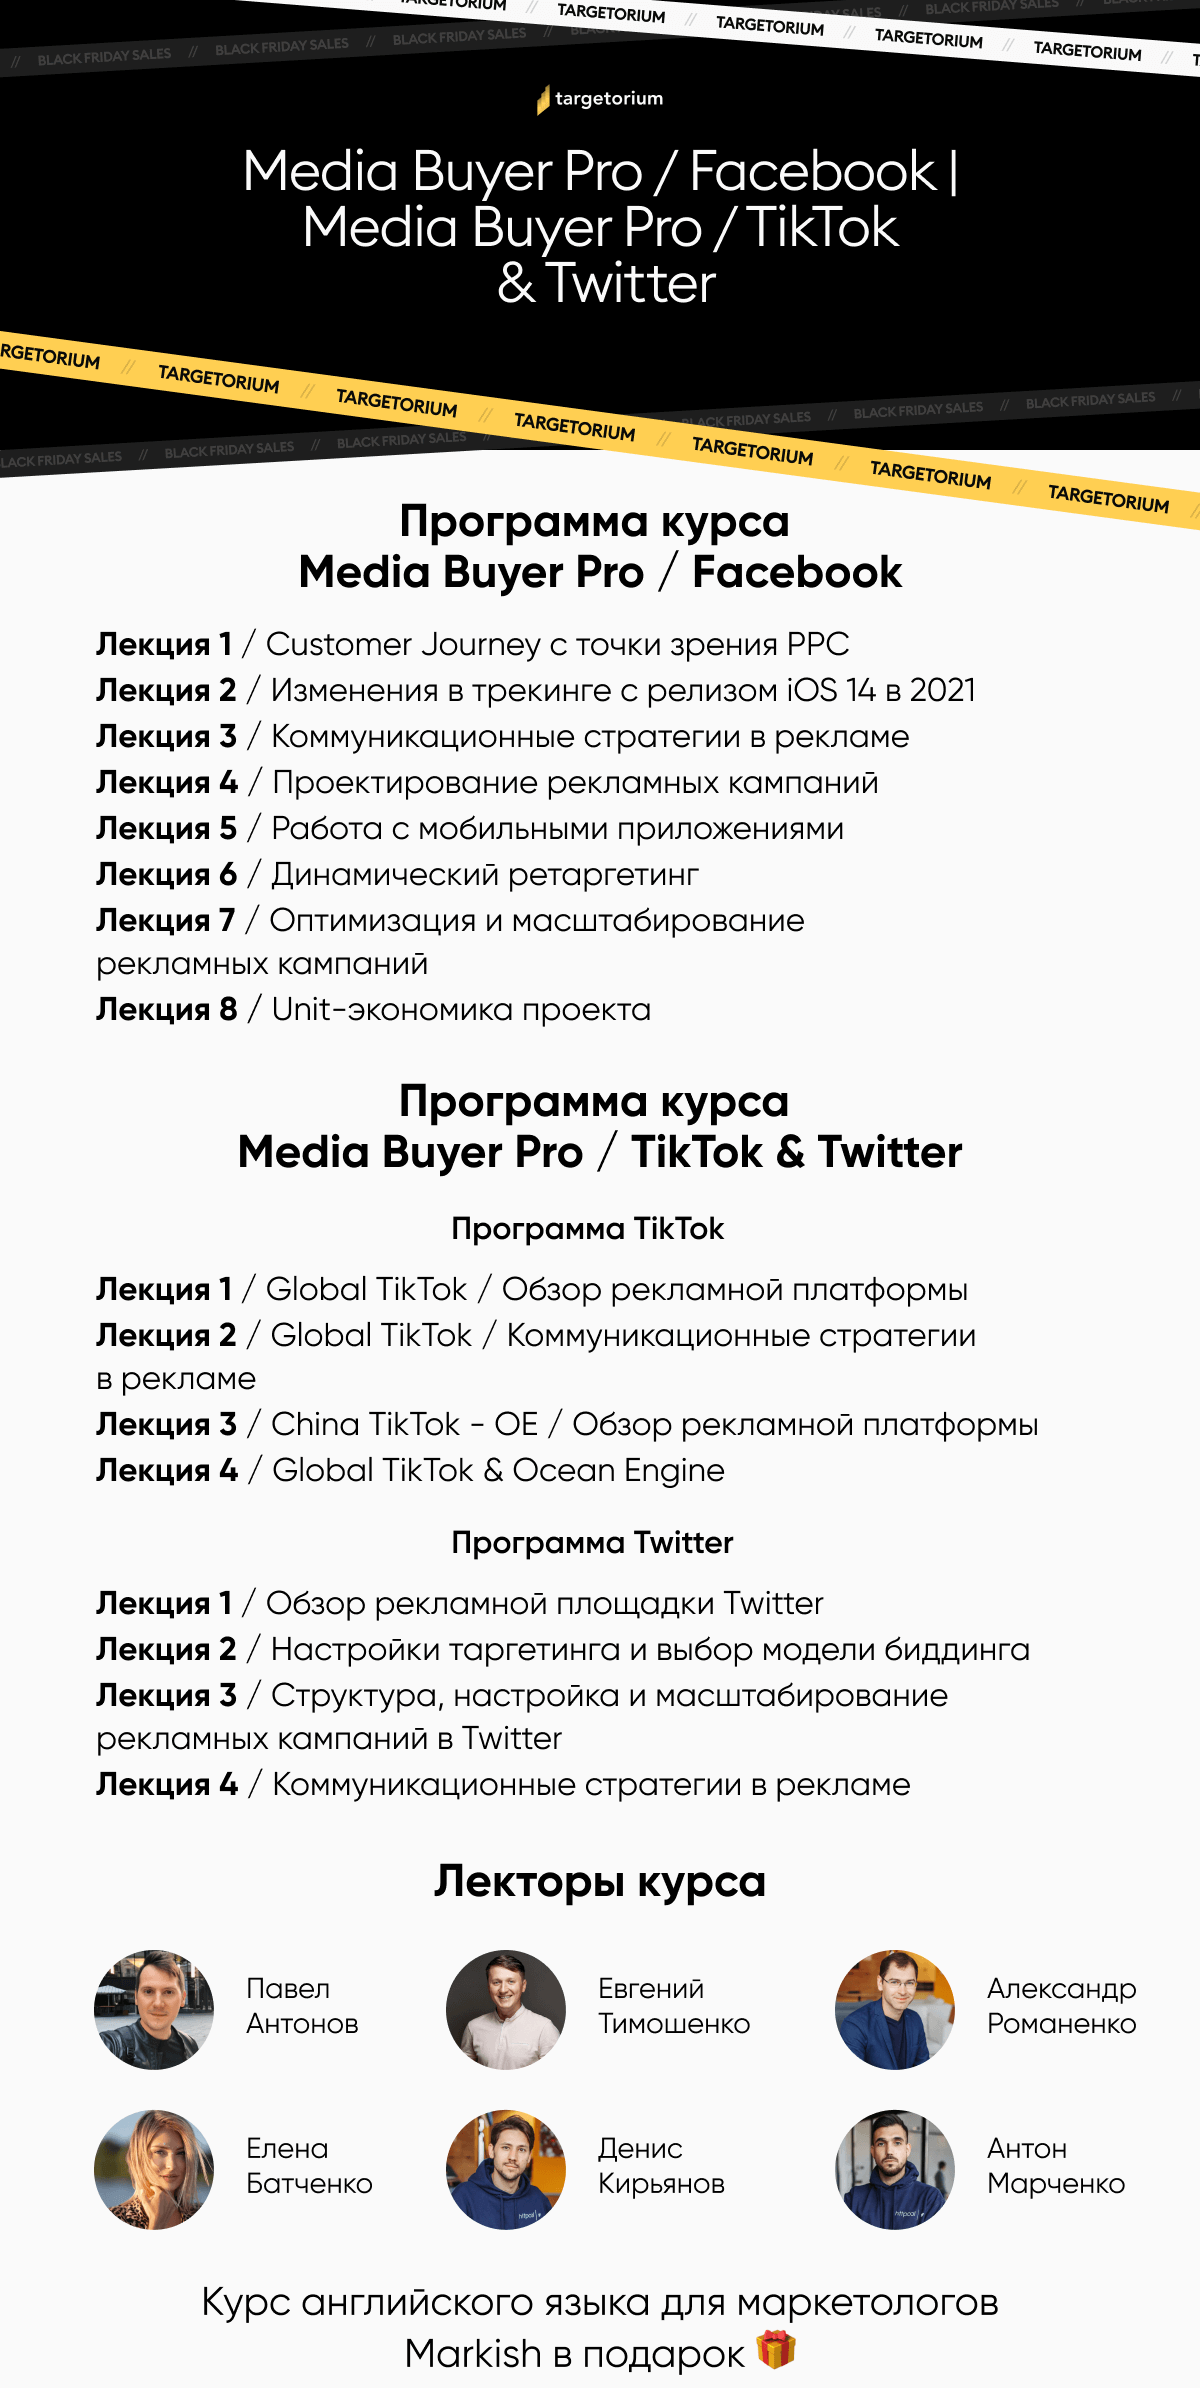 TARGETORIUM // TARGETORIUM // TARGETORIUM // TARGETORIUM // TARGETORIUM //
// BLACK FRIDAY SALES // BLACK FRIDAY SALES // BLACK FRIDAY SALES //
SALES // BLACK FRIDAY SALES //
targetorium
Media Buyer Pro / Facebook |
Media Buyer Pro / TikTok
& Twitter
RGETORIUM // TARGETORIUM // TARGETORIUM // TARGETORIUM // TARGETORIUM // TARGETORIUM // TARGETORIUM //
LACK FRIDAY SALES // BLACK FRIDAY SALES // BLACK FRIDAY SALES //
BLACK FRIDAY SALES // BLACK FRIDAY SALES // BLACK FRIDAY SALES //
Программа курса
Media Buyer Pro / Facebook
Лекция 1 / Customer Journey с точки зрения PPC
Лекция 2 / Изменения в трекинге с релизом iOS 14 в 2021
Лекция 3 / Коммуникационные стратегии в рекламе
Лекция 4 / Проектирование рекламных кампаний
Лекция 5 / Работа с мобильными приложениями
Лекция 6 / Динамический ретаргетинг
Лекция 7 / Оптимизация и масштабирование
рекламных кампаний
Лекция 8 / Unit-экономика проекта
Программа курса
Media Buyer Pro / TikTok & Twitter
Программа TikTok
Лекция 1 / Global TikTok / Обзор рекламной платформы
Лекция 2 / Global TikTok / Коммуникационные стратегии
в рекламе
Лекция 3 / China TikTok - OE / Обзор рекламной платформы
Лекция 4 / Global TikTok & Ocean Engine
Программа Twitter
Лекция 1 / Обзор рекламной площадки Twitter
Лекция 2 / Настройки таргетинга и выбор модели биддинга
Лекция 3 / Структура, настройка и масштабирование
рекламных кампаний в Twitter
Лекция 4 / Коммуникационные стратегии в рекламе
Лекторы курса
Павел
Антонов
Евгений
Тимошенко
Александр
Романенко
Елена
Батченко
Денис
Кирьянов
Антон
Марченко
Курс английского языка для маркетологов
Markish в подарок